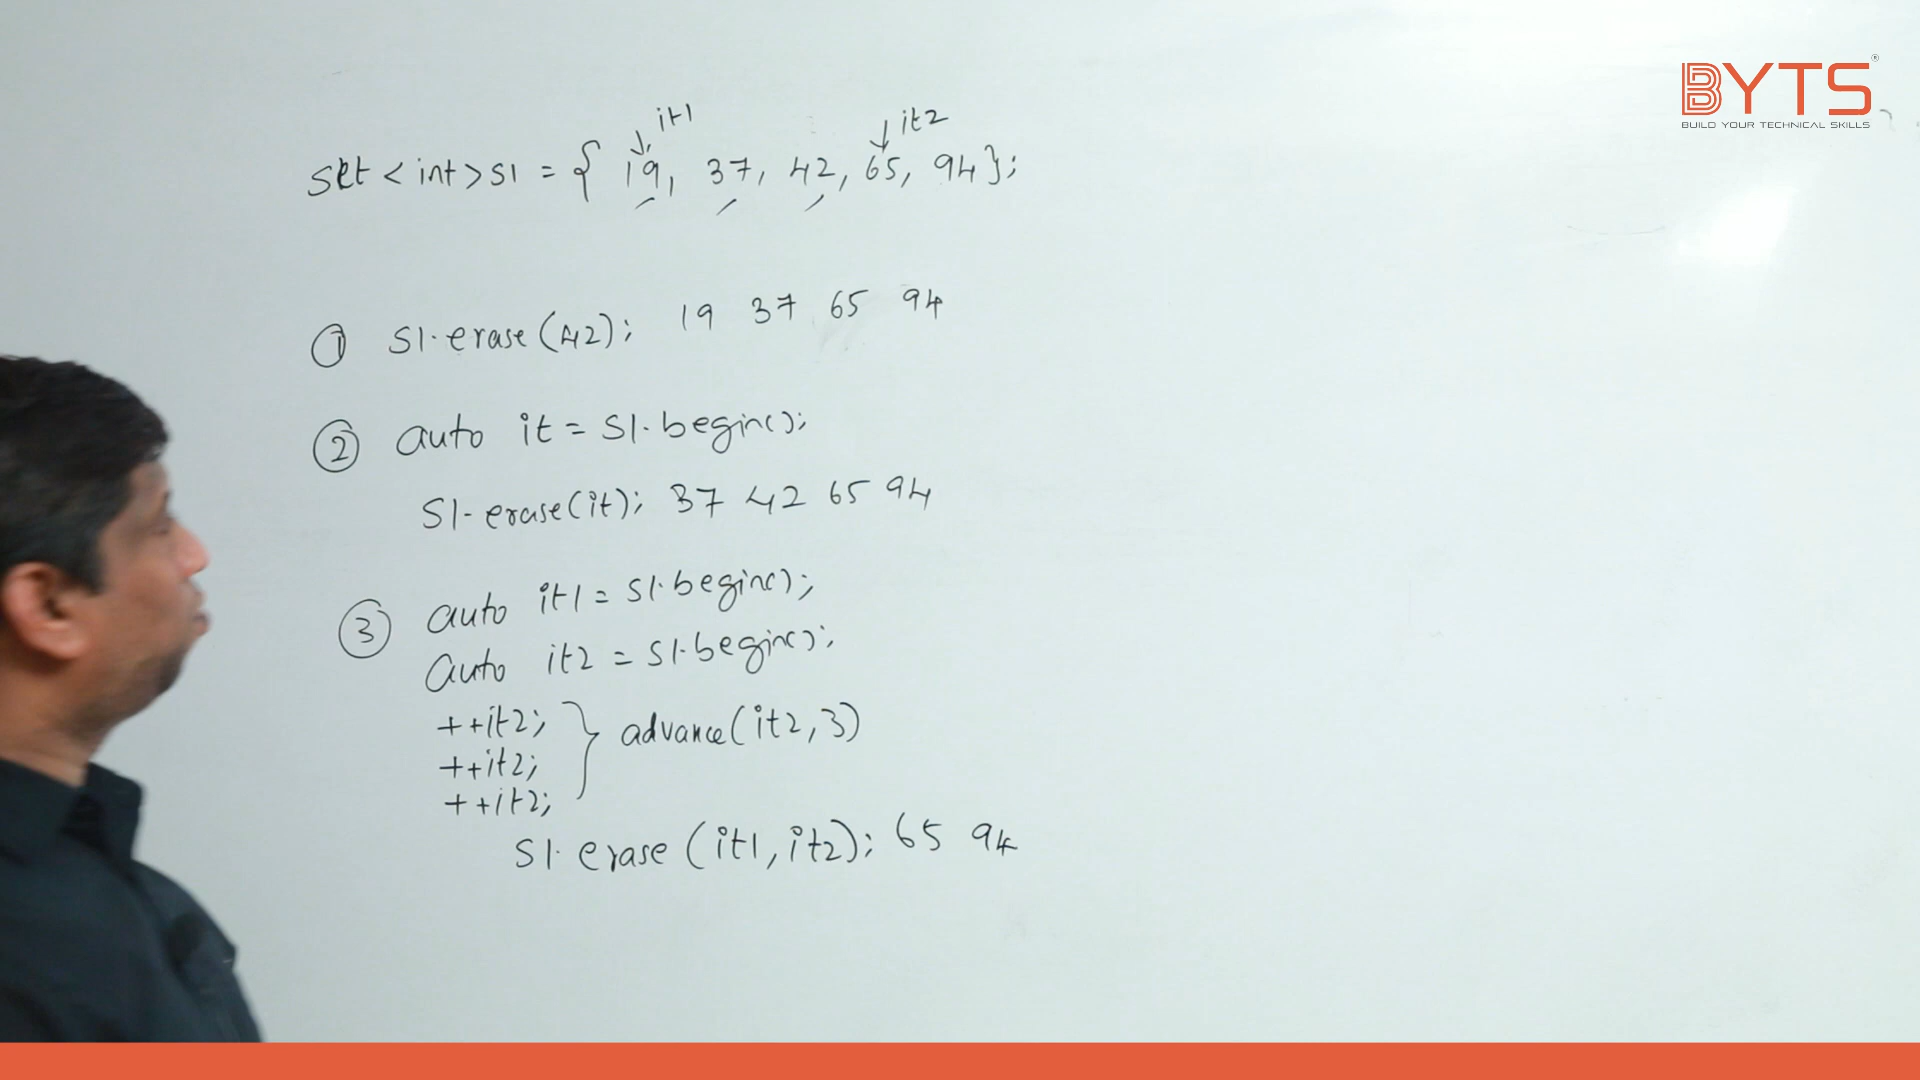 BYTS
BUILD YOUR TECHNICAL SKILLS
it1 it2
set <int> s1 = { 19, 37, 42, 65, 94};
① s1.erase(42); 19 37 65 94
② auto it = s1.begin();
s1.erase(it); 37 42 65 94
③ auto it1 = s1.begin();
auto it2 = s1.begin();
++it2;
++it2; } advance(it2,3)
++it2;
s1.erase(it1,it2); 65 94